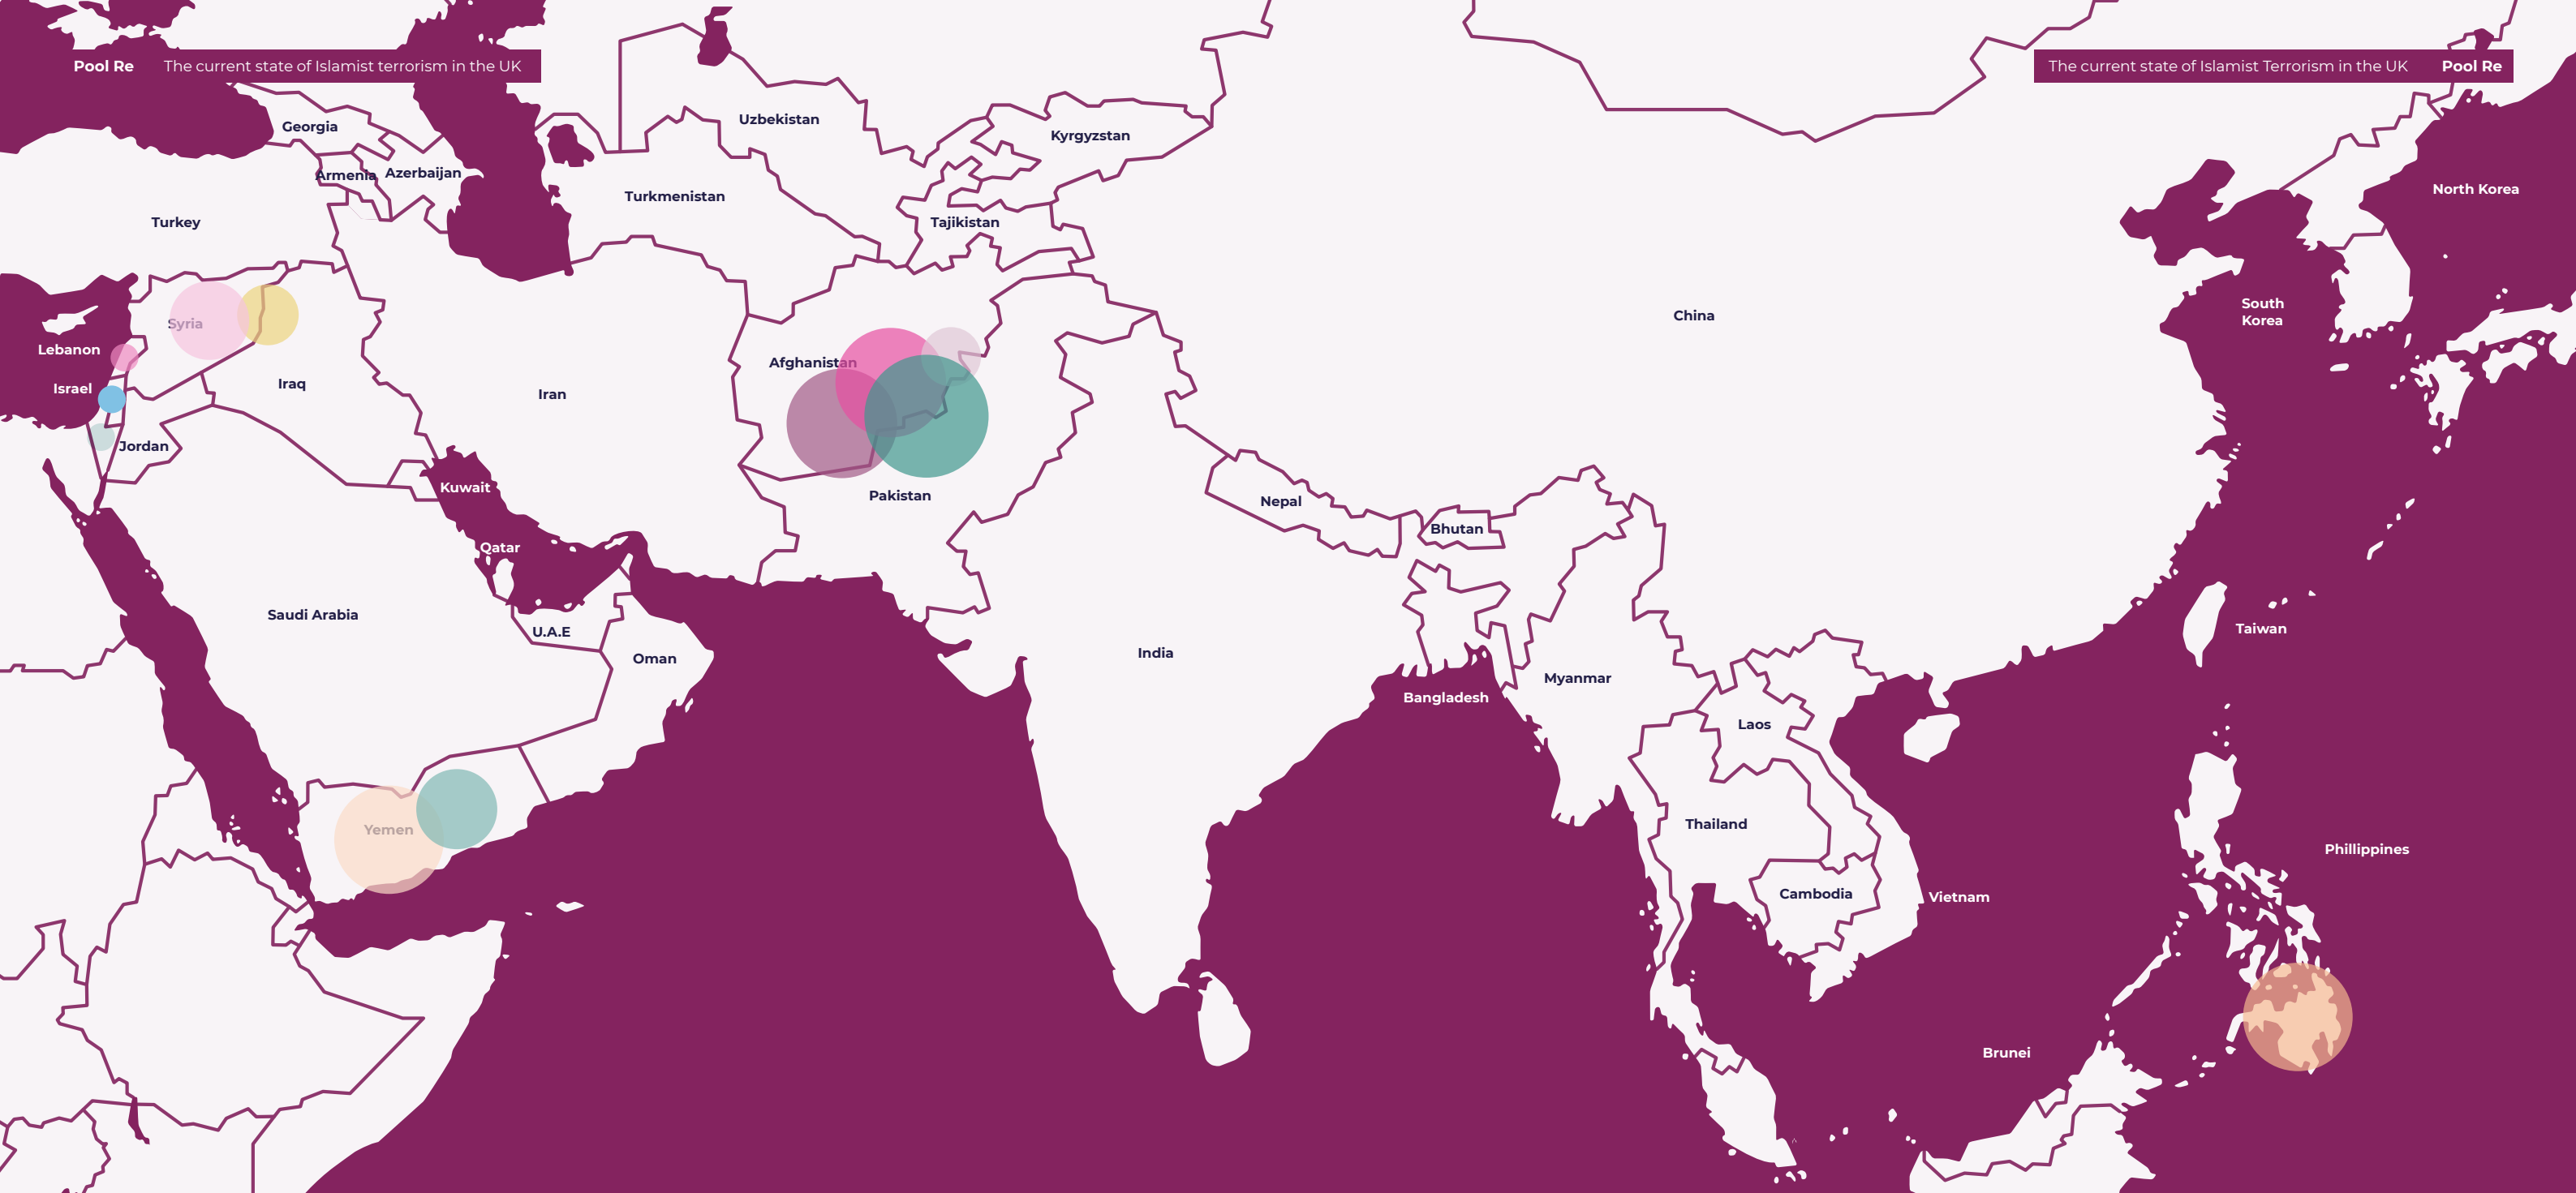 Pool Re The current state of Islamist terrorism in the UK
The current state of Islamist Terrorism in the UK Pool Re
Georgia
Uzbekistan
Kyrgyzstan
Armenia
Azerbaijan
Turkmenistan
Tajikistan
Turkey
North Korea
South
Korea
China
Syria
Lebanon
Afghanistan
Israel
Iraq
Iran
Jordan
Kuwait
Pakistan
Nepal
Bhutan
Qatar
Saudi Arabia
U.A.E
Oman
India
Taiwan
Myanmar
Bangladesh
Laos
Yemen
Thailand
Phillippines
Cambodia
Vietnam
Brunei